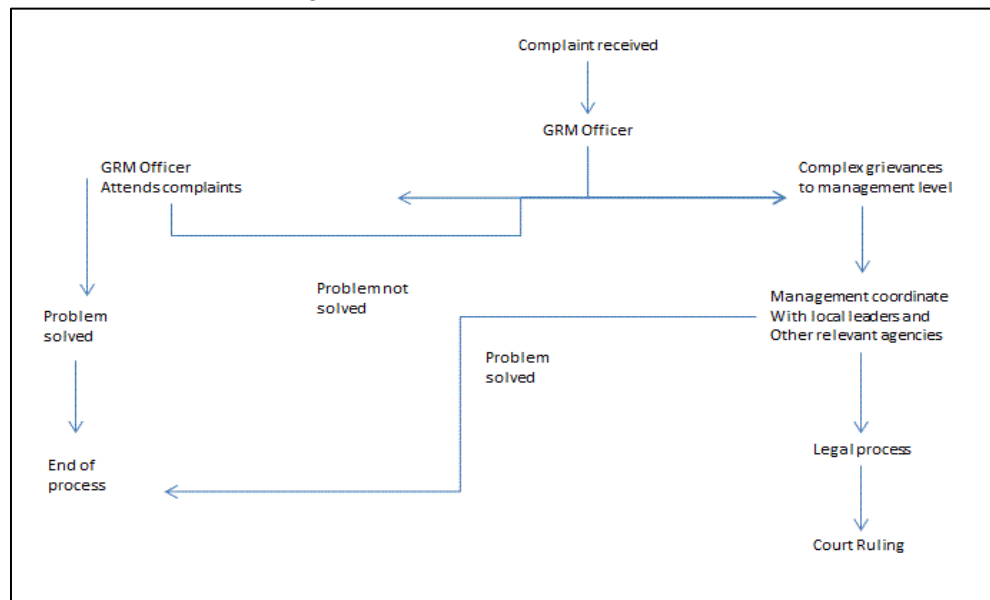 Complaint received
GRM Officer
GRM Officer
Attends complaints
Complex grievances
to management level
Problem not
solved
Management coordinate
With local leaders and
Other relevant agencies
Problem
solved
Problem
solved
Legal process
End of
process
Court Ruling